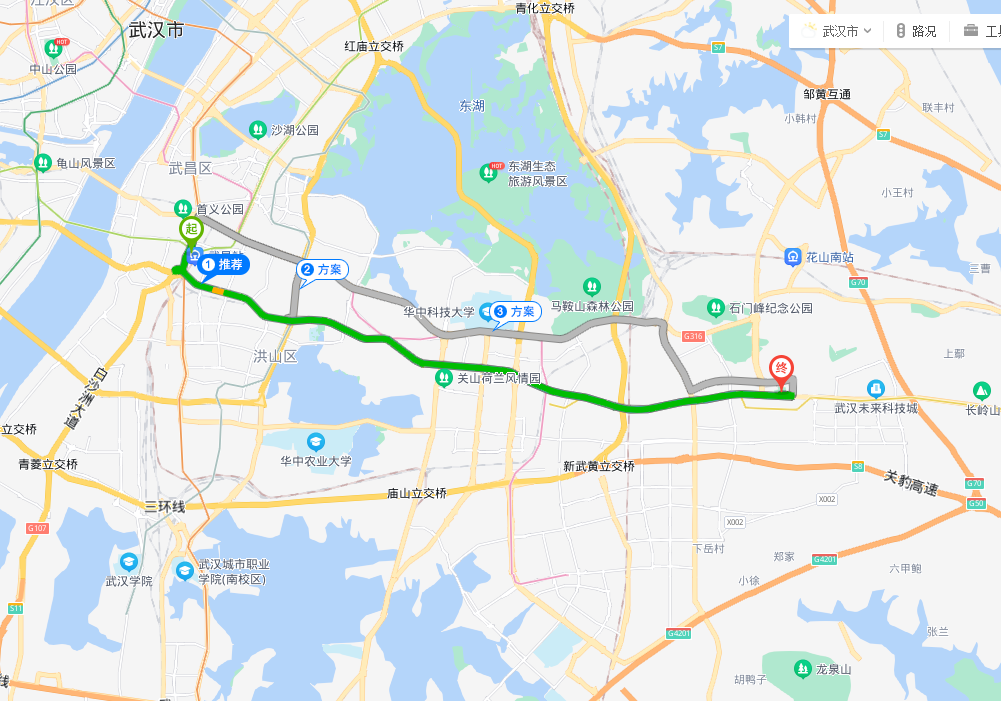 江汉区
武汉市
青化立交桥
武汉市
路况
工具
红庙立交桥
S7
HOT
中山公园
东湖
邹黄互通
联丰村
小韩村
沙湖公园
S7
龟山风景区
武昌区
HOT
东湖生态
旅游风景区
小王村
首义公园
起
1 推荐
2 方案
花山南站
三曹
G70
马鞍山森林公园
石门峰纪念公园
华中科技大学
3 方案
G316
洪山区
上鄢
终
关山荷兰风情园
白沙洲大道
武汉未来科技城
长岭山
立交桥
华中农业大学
青菱立交桥
新武黄立交桥
S8
关豹高速
G70
G50
庙山立交桥
X002
三环线
X002
G107
下岳村
郑家
G4201
六甲鲍
武汉学院
武汉城市职业
学院(南校区)
小徐
S11
G4201
张兰
龙泉山
胡鸭子
线